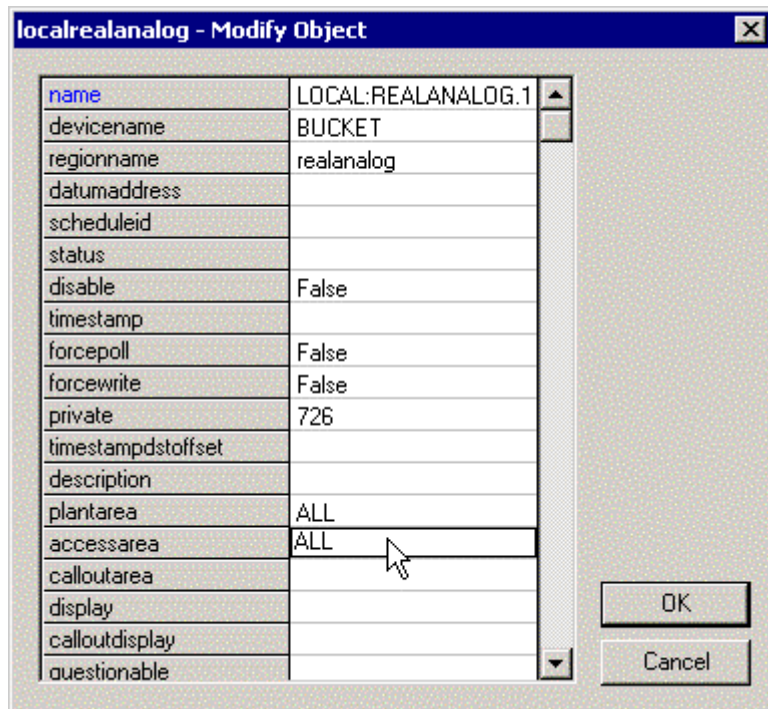 localrealanalog - Modify Object
name LOCAL:REALANALOG.1
devicename BUCKET
regionname realanalog
datumaddress
scheduleid
status
disable False
timestamp
forcepoll False
forcewrite False
private 726
timestampdstoffset
description
plantarea ALL
accessarea ALL
calloutarea
display
calloutdisplay
questionable
OK
Cancel